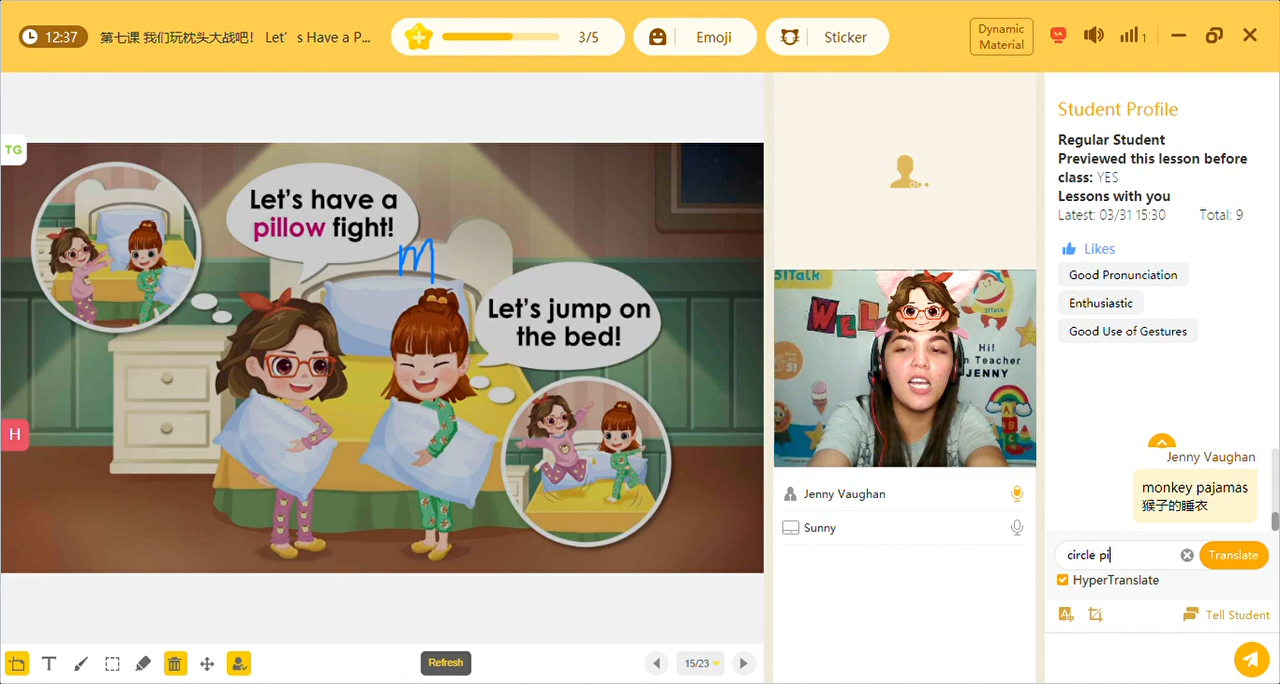 12:37
第七课 我们玩枕头大战吧! Let's Have a P...
3/5
Emoji
Sticker
Dynamic
Material
1
TG
Let's have a
pillow fight!
m
Let's jump on
the bed!
H
51Talk
WEL
Hi!
Teacher
JENNY
51
A
B
C
Student Profile
Regular Student
Previewed this lesson before
class: YES
Lessons with you
Latest: 03/31 15:30 Total: 9
Likes
Good Pronunciation
Enthusiastic
Good Use of Gestures
Jenny Vaughan
monkey pajamas
猴子的睡衣
Jenny Vaughan
Sunny
circle pi
Translate
HyperTranslate
Tell Student
T
Refresh
15/23